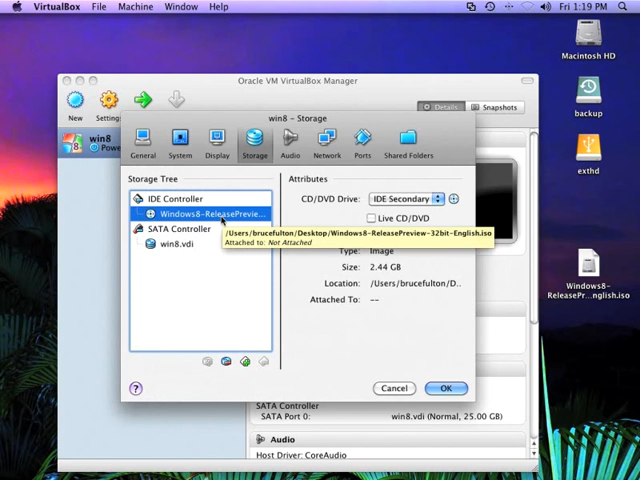 VirtualBox File Machine Window Help Fri 1:19 PM
Oracle VM VirtualBox Manager
New Settings
Details Snapshots
win8
win8 - Storage
General System Display Storage Audio Network Ports Shared Folders
Storage Tree
IDE Controller
Windows8-ReleasePrevie...
SATA Controller
win8.vdi
Attributes
CD/DVD Drive: IDE Secondary
Live CD/DVD
/Users/brucefulton/Desktop/Windows8-ReleasePreview-32bit-English.iso
Attached to: Not Attached
Type: Image
Size: 2.44 GB
Location: /Users/brucefulton/D..
Attached To: --
?
Cancel OK
SATA Controller
SATA Port 0: win8.vdi (Normal, 25.00 GB)
Audio
Host Driver: CoreAudio
Macintosh HD
backup
exthd
Windows8-
ReleasePr...nglish.iso